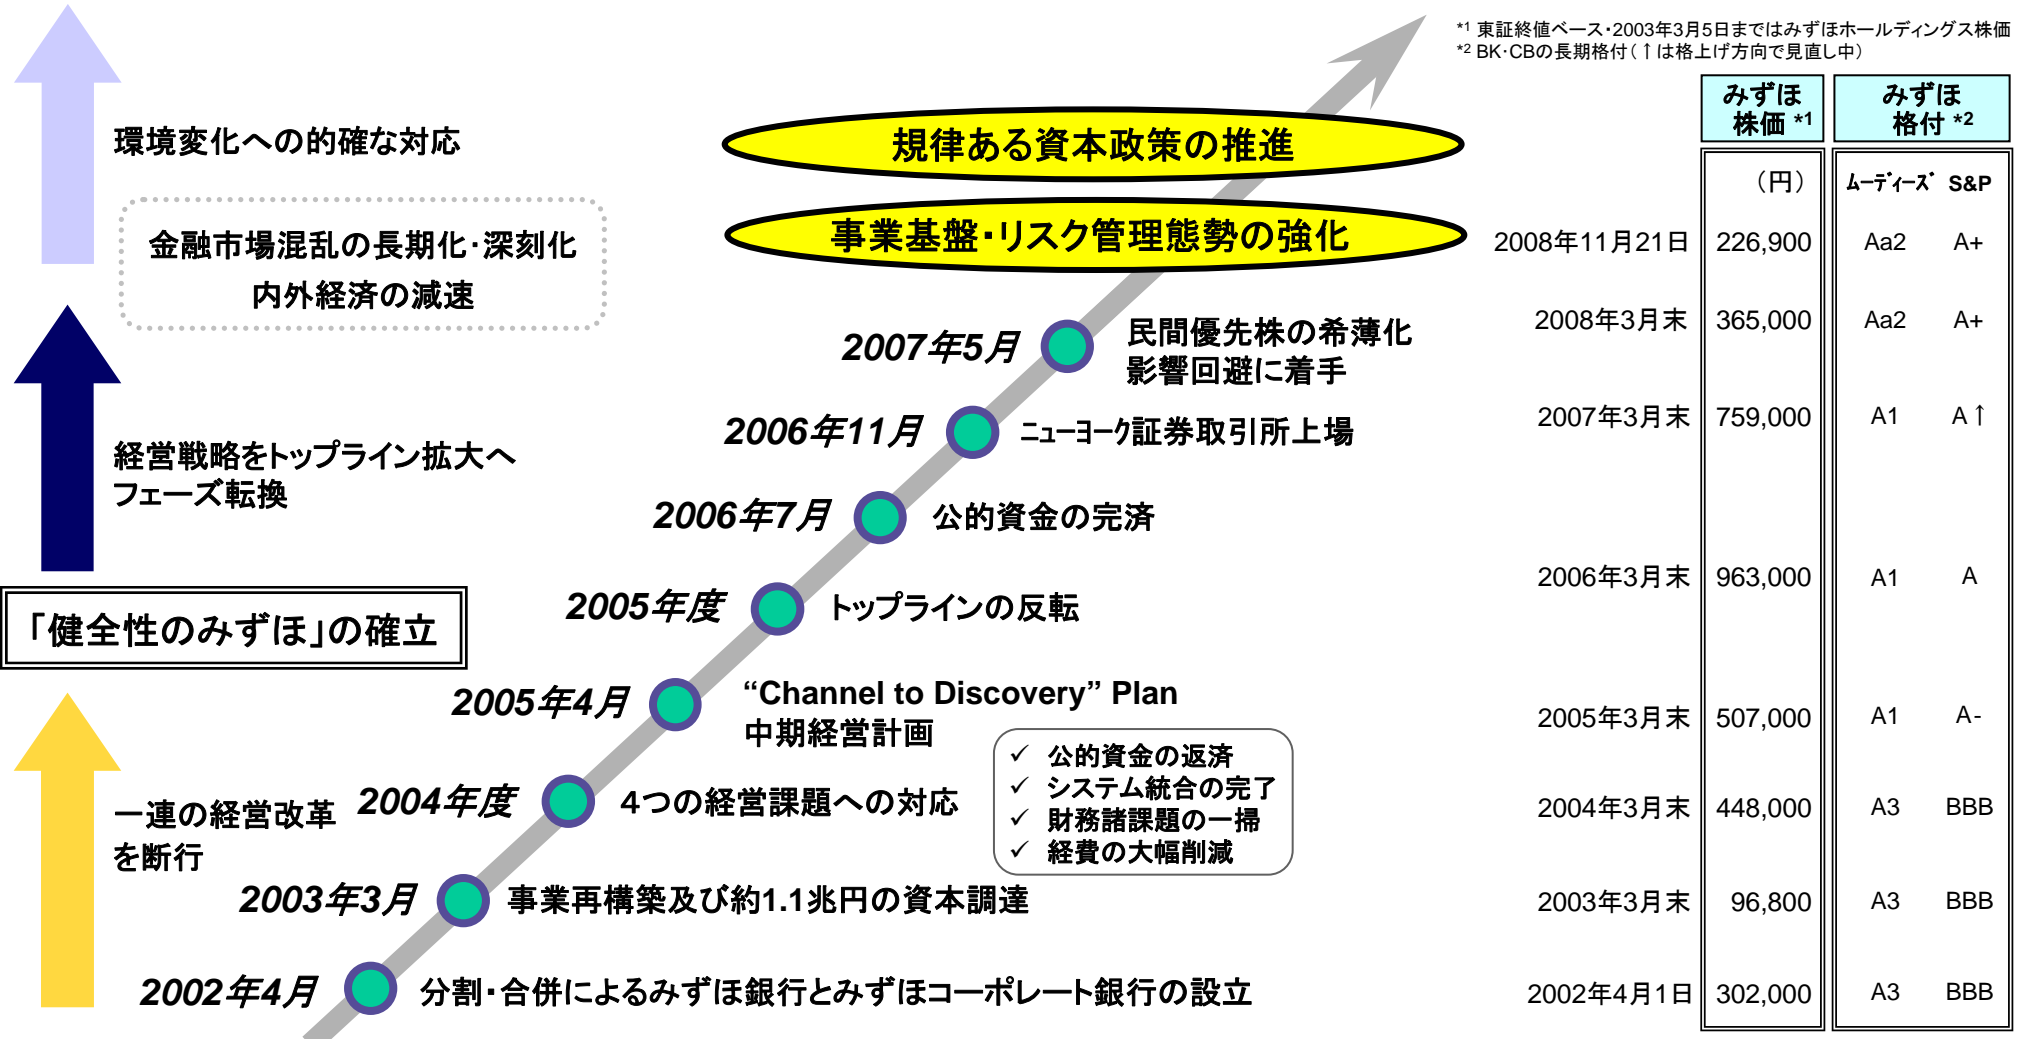 *1 東証終値ベース・2003年3月5日まではみずほホールディングス株価
*2 BK・CBの長期格付(↑は格上げ方向で見直し中)
みずほ
株価 *1
みずほ
格付 *2
(円)
ムーディーズ S&P
2008年11月21日 226,900 Aa2 A+
2008年3月末 365,000 Aa2 A+
2007年3月末 759,000 A1 A↑
2006年3月末 963,000 A1 A
2005年3月末 507,000 A1 A-
2004年3月末 448,000 A3 BBB
2003年3月末 96,800 A3 BBB
2002年4月1日 302,000 A3 BBB
環境変化への的確な対応
金融市場混乱の長期化・深刻化
内外経済の減速
経営戦略をトップライン拡大へ
フェーズ転換
「健全性のみずほ」の確立
一連の経営改革
を断行
規律ある資本政策の推進
事業基盤・リスク管理態勢の強化
2007年5月 民間優先株の希薄化
影響回避に着手
2006年11月 ニューヨーク証券取引所上場
2006年7月 公的資金の完済
2005年度 トップラインの反転
2005年4月 “Channel to Discovery” Plan
中期経営計画
2004年度 4つの経営課題への対応
✓ 公的資金の返済
✓ システム統合の完了
✓ 財務諸課題の一掃
✓ 経費の大幅削減
2003年3月 事業再構築及び約1.1兆円の資本調達
2002年4月 分割・合併によるみずほ銀行とみずほコーポレート銀行の設立